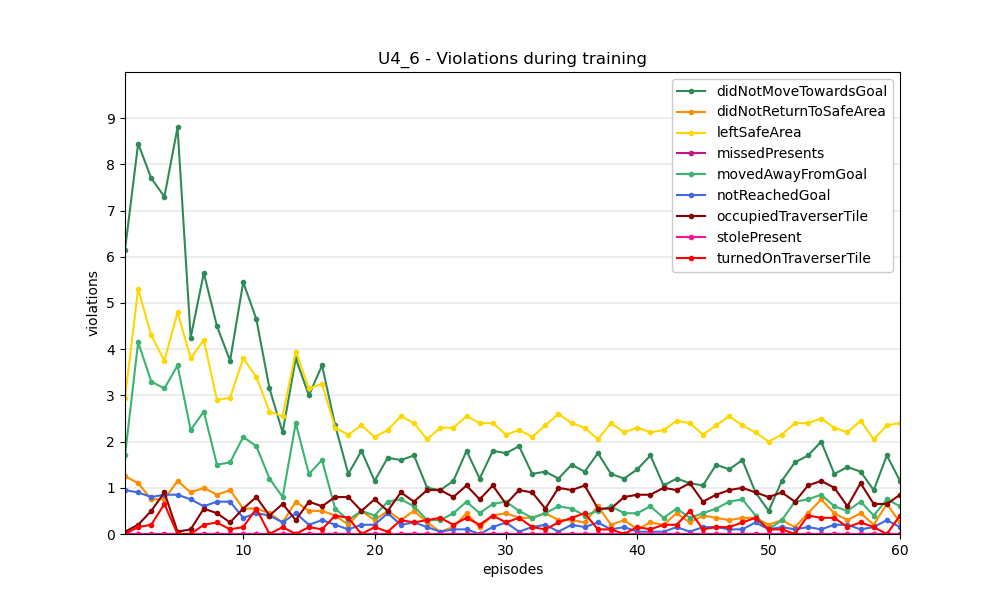 U4_6 - Violations during training
didNotMoveTowardsGoal
didNotReturnToSafeArea
leftSafeArea
missedPresents
movedAwayFromGoal
notReachedGoal
occupiedTraverserTile
stolePresent
turnedOnTraverserTile
violations
9
8
7
6
5
4
3
2
1
0
10
20
30
40
50
60
episodes